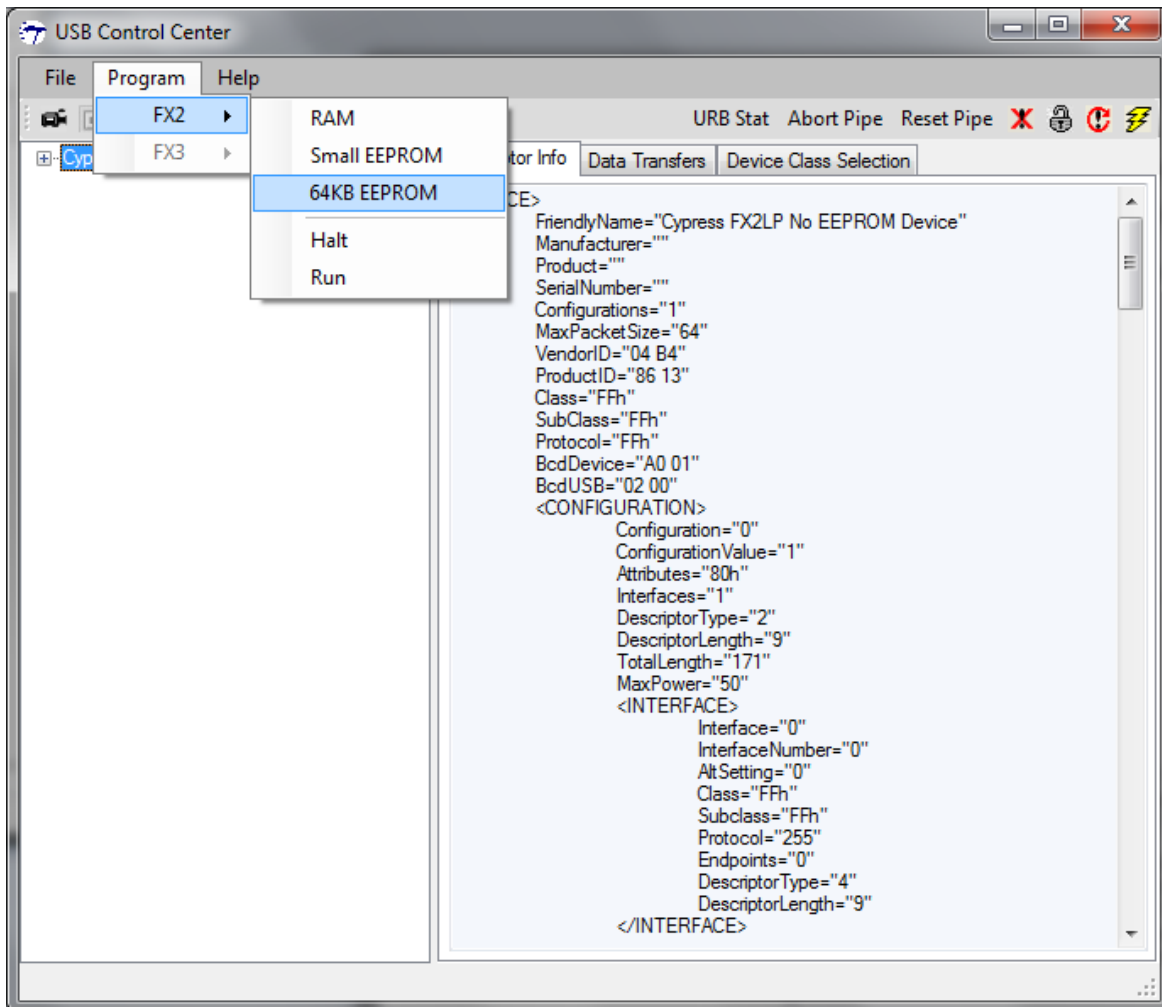 USB Control Center
File Program Help
URB Stat Abort Pipe Reset Pipe
FX2
FX3
RAM
Small EEPROM
64KB EEPROM
Halt
Run
Cyp
tor Info Data Transfers Device Class Selection
CE>
FriendlyName="Cypress FX2LP No EEPROM Device"
Manufacturer=""
Product=""
SerialNumber=""
Configurations="1"
MaxPacketSize="64"
VendorID="04 B4"
ProductID="86 13"
Class="FFh"
SubClass="FFh"
Protocol="FFh"
BcdDevice="A0 01"
BcdUSB="02 00"
<CONFIGURATION>
Configuration="0"
ConfigurationValue="1"
Attributes="80h"
Interfaces="1"
DescriptorType="2"
DescriptorLength="9"
TotalLength="171"
MaxPower="50"
<INTERFACE>
Interface="0"
InterfaceNumber="0"
AltSetting="0"
Class="FFh"
Subclass="FFh"
Protocol="255"
Endpoints="0"
DescriptorType="4"
DescriptorLength="9"
</INTERFACE>